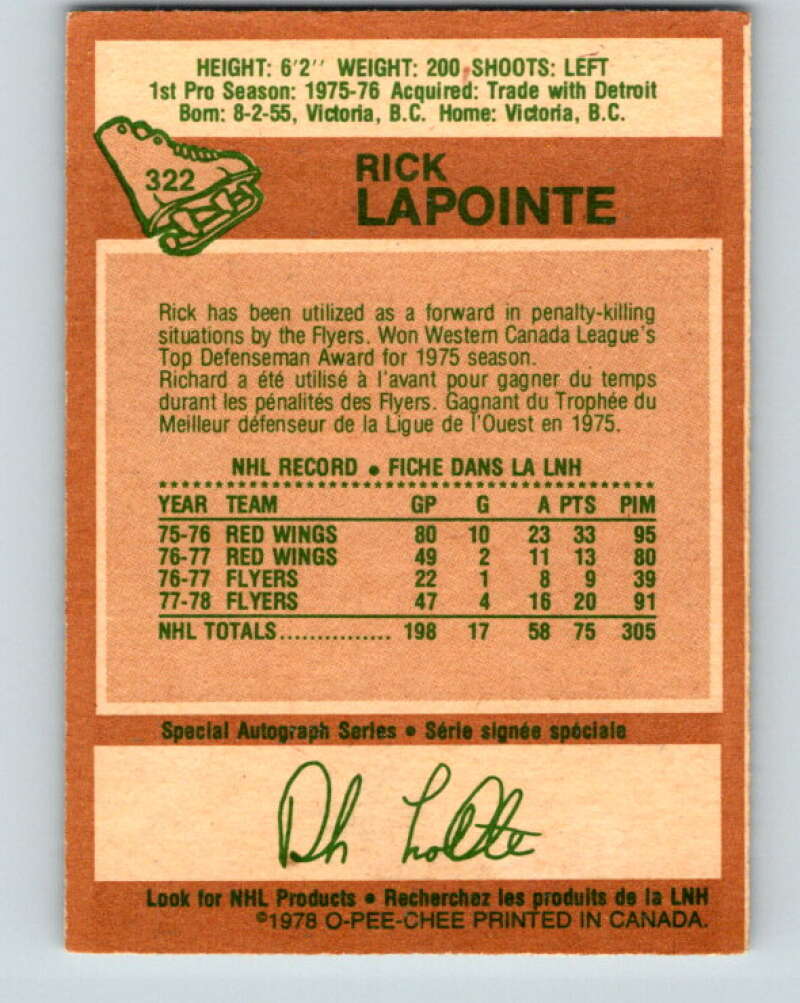 HEIGHT: 6'2" WEIGHT: 200 SHOOTS: LEFT
1st Pro Season: 1975-76 Acquired: Trade with Detroit
Born: 8-2-55, Victoria, B.C. Home: Victoria, B.C.
322
RICK
LAPOINTE
Rick has been utilized as a forward in penalty-killing
situations by the Flyers. Won Western Canada League's
Top Defenseman Award for 1975 season.
Richard a été utilisé à l'avant pour gagner du temps
durant les pénalités des Flyers. Gagnant du Trophée du
Meilleur défenseur de la Ligue de l'Ouest en 1975.
NHL RECORD • FICHE DANS LA LNH
YEAR TEAM GP G A PTS PIM
75-76 RED WINGS 80 10 23 33 95
76-77 RED WINGS 49 2 11 13 80
76-77 FLYERS 22 1 8 9 39
77-78 FLYERS 47 4 16 20 91
NHL TOTALS............... 198 17 58 75 305
Special Autograph Series • Série signée spéciale
Look for NHL Products • Recherchez les produits de la LNH
©1978 O-PEE-CHEE PRINTED IN CANADA.